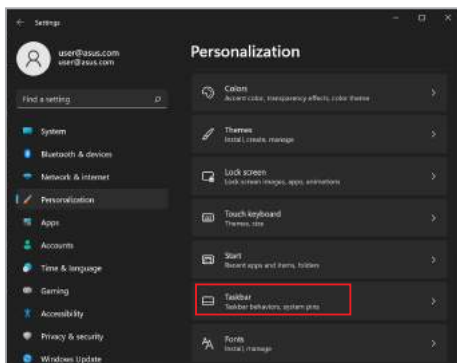 Settings
user@asus.com
user@asus.com
Find a setting
System
Bluetooth & devices
Network & internet
Personalization
Apps
Accounts
Time & language
Gaming
Accessibility
Privacy & security
Windows Update
Personalization
Colors
Accent color, transparency effects, color theme
Themes
Install, create, manage
Lock screen
Lock screen images, apps, animations
Touch keyboard
Themes, size
Start
Recent apps and items, folders
Taskbar
Taskbar behaviors, system pins
Fonts
Install, manage